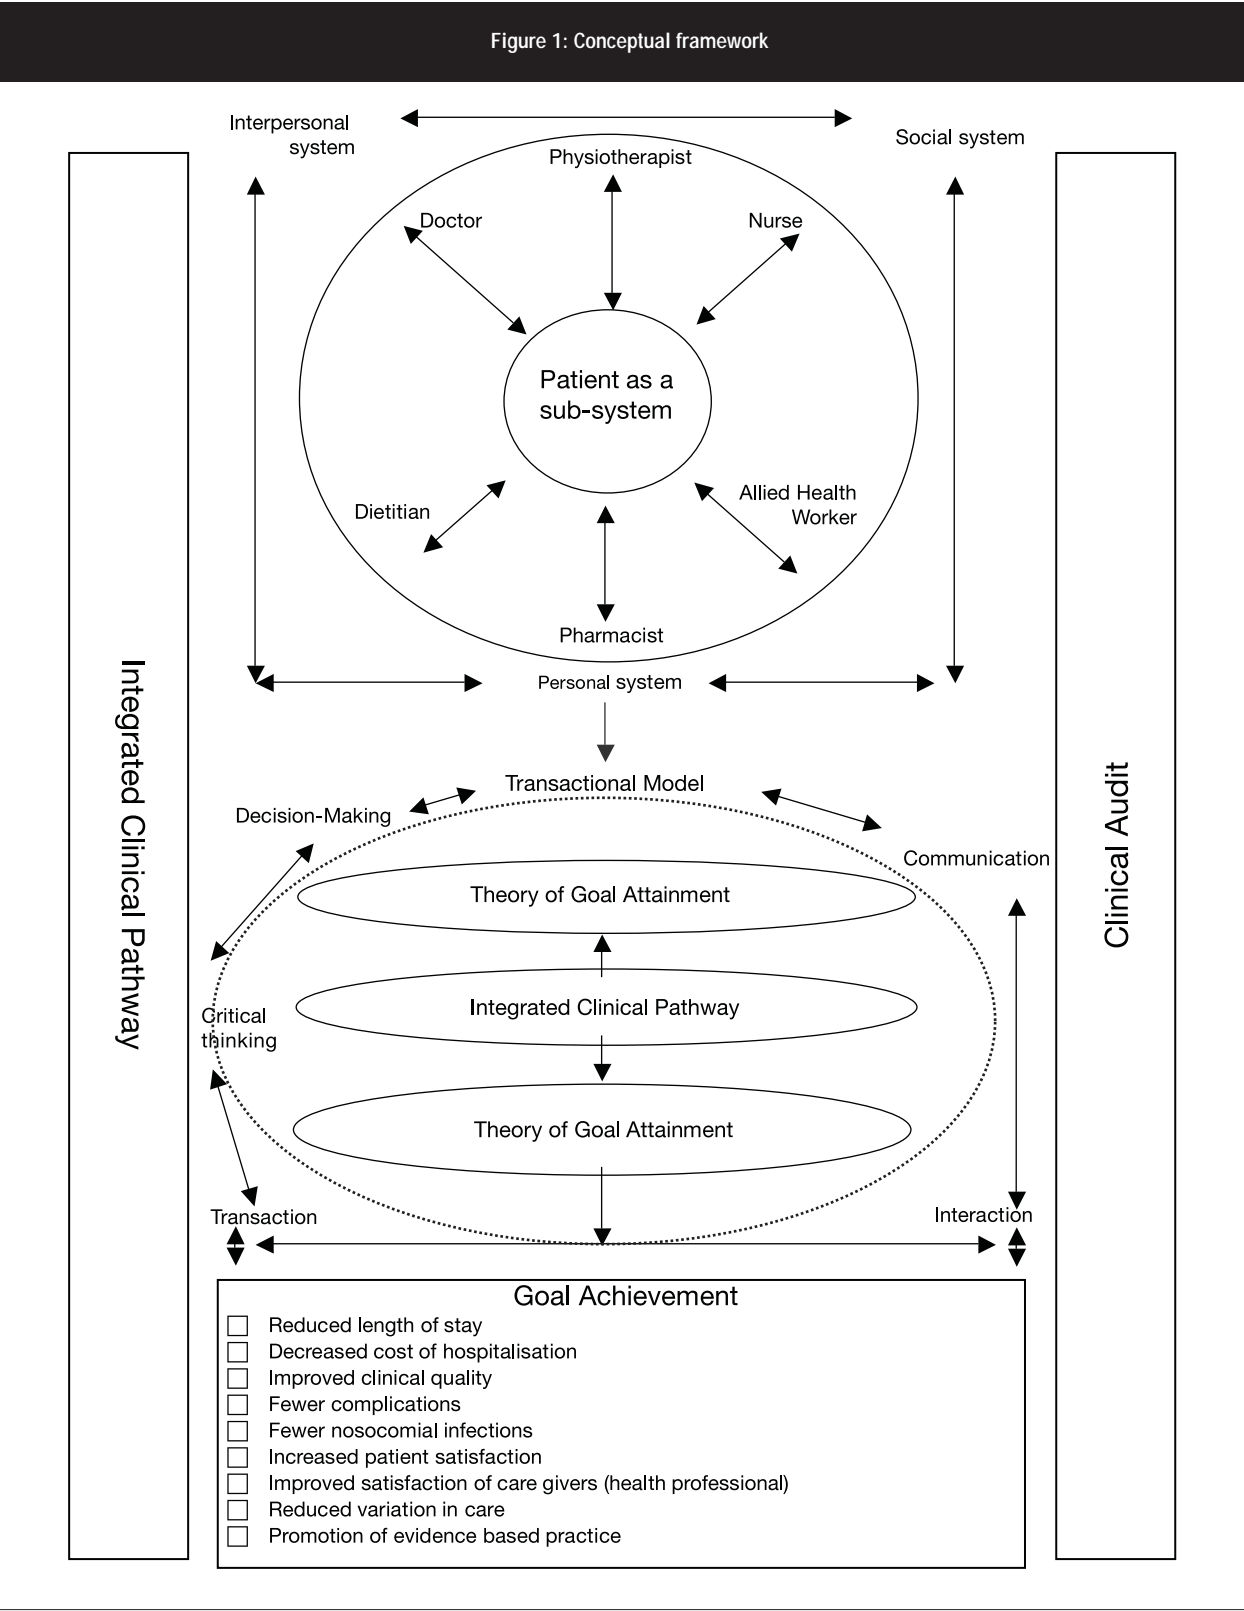 Figure 1: Conceptual framework
Interpersonal
system
Social system
Physiotherapist
Doctor
Nurse
Patient as a
sub-system
Dietitian
Allied Health
Worker
Pharmacist
Personal system
Integrated Clinical Pathway
Clinical Audit
Transactional Model
Decision-Making
Communication
Theory of Goal Attainment
Integrated Clinical Pathway
Critical
thinking
Theory of Goal Attainment
Transaction
Interaction
Goal Achievement
Reduced length of stay
Decreased cost of hospitalisation
Improved clinical quality
Fewer complications
Fewer nosocomial infections
Increased patient satisfaction
Improved satisfaction of care givers (health professional)
Reduced variation in care
Promotion of evidence based practice